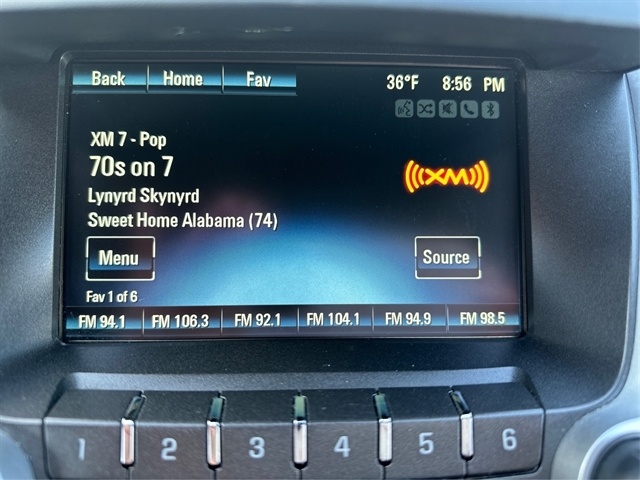 Back Home Fav 36°F 8:56 PM
XM 7 - Pop
70s on 7
((XM))
Lynyrd Skynyrd
Sweet Home Alabama (74)
Menu Source
Fav 1 of 6
FM 94.1 FM 106.3 FM 92.1 FM 104.1 FM 94.9 FM 98.5
1 2 3 4 5 6